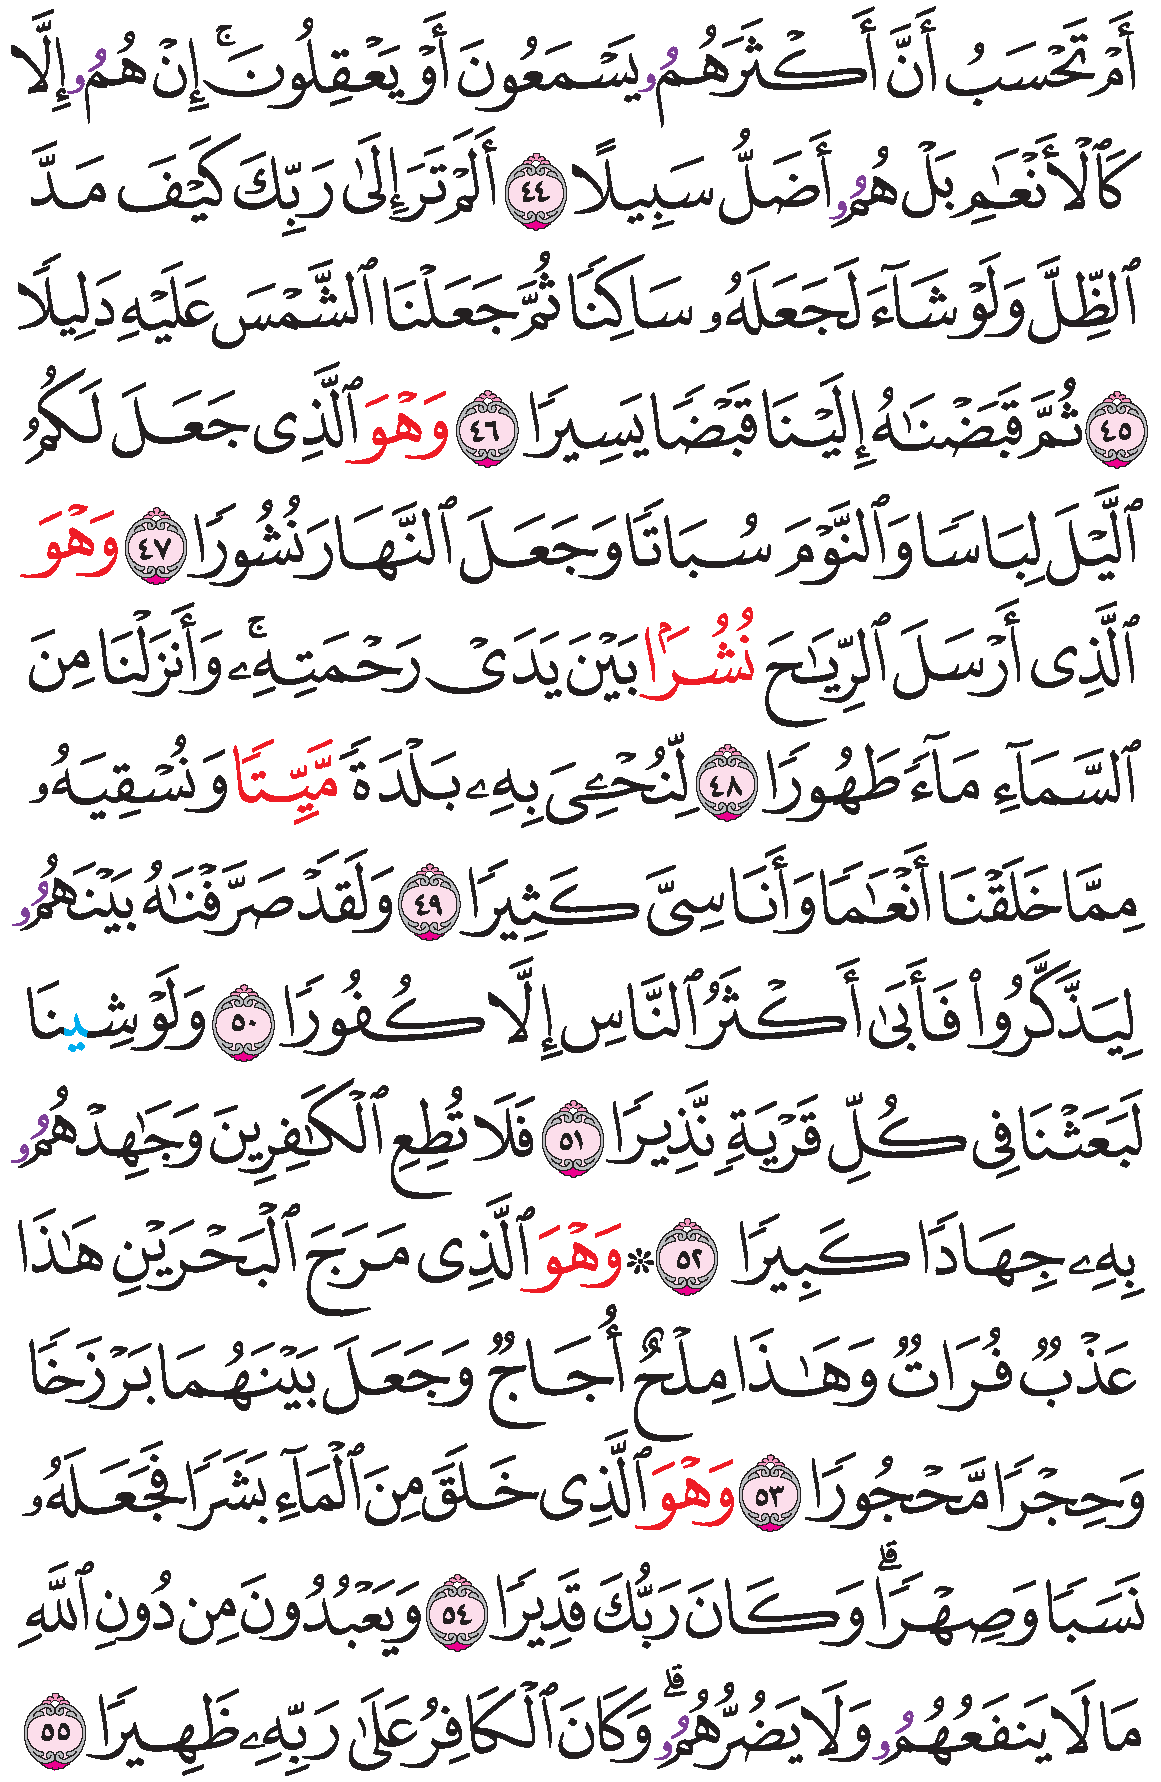 أَمْ تَحْسَبُ أَنَّ أَكْثَرَهُمُۥ يَسْمَعُونَ أَوْ يَعْقِلُونَۚ إِنْ هُمُۥ إِلَّا
كَٱلْأَنْعَٰمِ بَلْ هُمُۥ أَضَلُّ سَبِيلًا ٤٤ أَلَمْ تَرَ إِلَىٰ رَبِّكَ كَيْفَ مَدَّ
ٱلظِّلَّ وَلَوْ شَآءَ لَجَعَلَهُۥ سَاكِنًا ثُمَّ جَعَلْنَا ٱلشَّمْسَ عَلَيْهِ دَلِيلًا
٤٥ ثُمَّ قَبَضْنَٰهُ إِلَيْنَا قَبْضًا يَسِيرًا ٤٦ وَهْوَ ٱلَّذِى جَعَلَ لَكُمُ
ٱلَّيْلَ لِبَاسًا وَٱلنَّوْمَ سُبَاتًا وَجَعَلَ ٱلنَّهَارَ نُشُورًا ٤٧ وَهْوَ
ٱلَّذِى أَرْسَلَ ٱلرِّيَٰحَ نُشُرَۢا بَيْنَ يَدَىْ رَحْمَتِهِۦۚ وَأَنزَلْنَا مِنَ
ٱلسَّمَآءِ مَآءً طَهُورًا ٤٨ لِّنُحْۦِىَ بِهِۦ بَلْدَةً مَّيِّتًا وَنُسْقِيَهُۥ
مِمَّا خَلَقْنَا أَنْعَٰمًا وَأَنَاسِىَّ كَثِيرًا ٤٩ وَلَقَدْ صَرَّفْنَٰهُ بَيْنَهُمُۥ
لِيَذَّكَّرُوا۟ فَأَبَىٰ أَكْثَرُ ٱلنَّاسِ إِلَّا كُفُورًا ٥٠ وَلَوْ شِينَا
لَبَعَثْنَا فِى كُلِّ قَرْيَةٍ نَّذِيرًا ٥١ فَلَا تُطِعِ ٱلْكَٰفِرِينَ وَجَٰهِدْهُمُۥ
بِهِۦ جِهَادًا كَبِيرًا ٥٢ ۞ وَهْوَ ٱلَّذِى مَرَجَ ٱلْبَحْرَيْنِ هَٰذَا
عَذْبٌ فُرَاتٌ وَهَٰذَا مِلْحٌ أُجَاجٌ وَجَعَلَ بَيْنَهُمَا بَرْزَخًا
وَحِجْرًا مَّحْجُورًا ٥٣ وَهْوَ ٱلَّذِى خَلَقَ مِنَ ٱلْمَآءِ بَشَرًا فَجَعَلَهُۥ
نَسَبًا وَصِهْرًاۗ وَكَانَ رَبُّكَ قَدِيرًا ٥٤ وَيَعْبُدُونَ مِن دُونِ ٱللَّهِ
مَا لَا يَنفَعُهُمُۥ وَلَا يَضُرُّهُمُۥۗ وَكَانَ ٱلْكَافِرُ عَلَىٰ رَبِّهِۦ ظَهِيرًا ٥٥